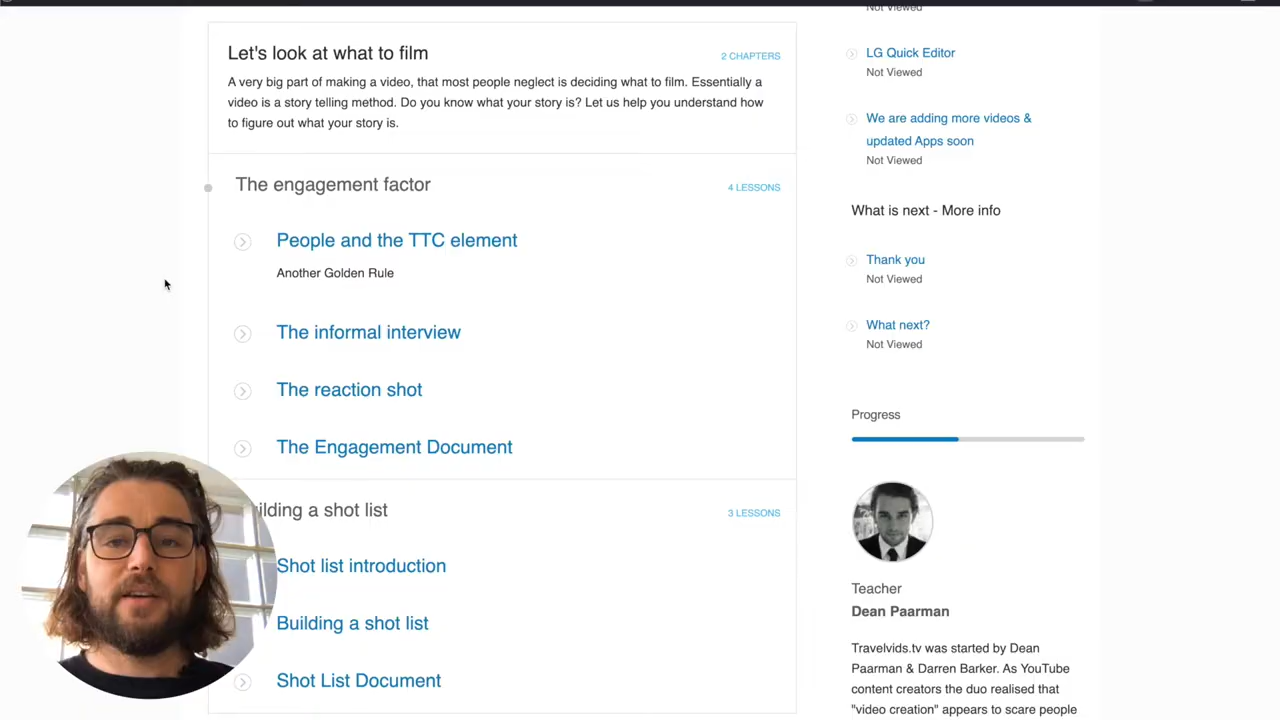 Let's look at what to film
2 CHAPTERS
A very big part of making a video, that most people neglect is deciding what to film. Essentially a
video is a story telling method. Do you know what your story is? Let us help you understand how
to figure out what your story is.
The engagement factor
4 LESSONS
People and the TTC element
Another Golden Rule
The informal interview
The reaction shot
The Engagement Document
ilding a shot list
3 LESSONS
Shot list introduction
Building a shot list
Shot List Document
Not Viewed
LG Quick Editor
Not Viewed
We are adding more videos &
updated Apps soon
Not Viewed
What is next - More info
Thank you
Not Viewed
What next?
Not Viewed
Progress
Teacher
Dean Paarman
Travelvids.tv was started by Dean
Paarman & Darren Barker. As YouTube
content creators the duo realised that
"video creation" appears to scare people